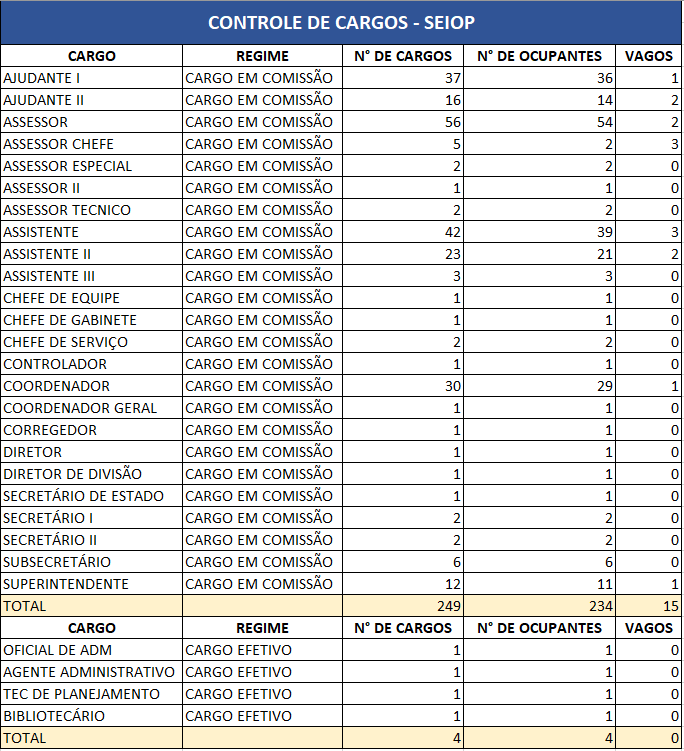 CONTROLE DE CARGOS - SEIOP
CARGO REGIME N° DE CARGOS N° DE OCUPANTES VAGOS
AJUDANTE I CARGO EM COMISSÃO 37 36 1
AJUDANTE II CARGO EM COMISSÃO 16 14 2
ASSESSOR CARGO EM COMISSÃO 56 54 2
ASSESSOR CHEFE CARGO EM COMISSÃO 5 2 3
ASSESSOR ESPECIAL CARGO EM COMISSÃO 2 2 0
ASSESSOR II CARGO EM COMISSÃO 1 1 0
ASSESSOR TECNICO CARGO EM COMISSÃO 2 2 0
ASSISTENTE CARGO EM COMISSÃO 42 39 3
ASSISTENTE II CARGO EM COMISSÃO 23 21 2
ASSISTENTE III CARGO EM COMISSÃO 3 3 0
CHEFE DE EQUIPE CARGO EM COMISSÃO 1 1 0
CHEFE DE GABINETE CARGO EM COMISSÃO 1 1 0
CHEFE DE SERVIÇO CARGO EM COMISSÃO 2 2 0
CONTROLADOR CARGO EM COMISSÃO 1 1 0
COORDENADOR CARGO EM COMISSÃO 30 29 1
COORDENADOR GERAL CARGO EM COMISSÃO 1 1 0
CORREGEDOR CARGO EM COMISSÃO 1 1 0
DIRETOR CARGO EM COMISSÃO 1 1 0
DIRETOR DE DIVISÃO CARGO EM COMISSÃO 1 1 0
SECRETÁRIO DE ESTADO CARGO EM COMISSÃO 1 1 0
SECRETÁRIO I CARGO EM COMISSÃO 2 2 0
SECRETÁRIO II CARGO EM COMISSÃO 2 2 0
SUBSECRETÁRIO CARGO EM COMISSÃO 6 6 0
SUPERINTENDENTE CARGO EM COMISSÃO 12 11 1
TOTAL 249 234 15
CARGO REGIME N° DE CARGOS N° DE OCUPANTES VAGOS
OFICIAL DE ADM CARGO EFETIVO 1 1 0
AGENTE ADMINISTRATIVO CARGO EFETIVO 1 1 0
TEC DE PLANEJAMENTO CARGO EFETIVO 1 1 0
BIBLIOTECÁRIO CARGO EFETIVO 1 1 0
TOTAL 4 4 0